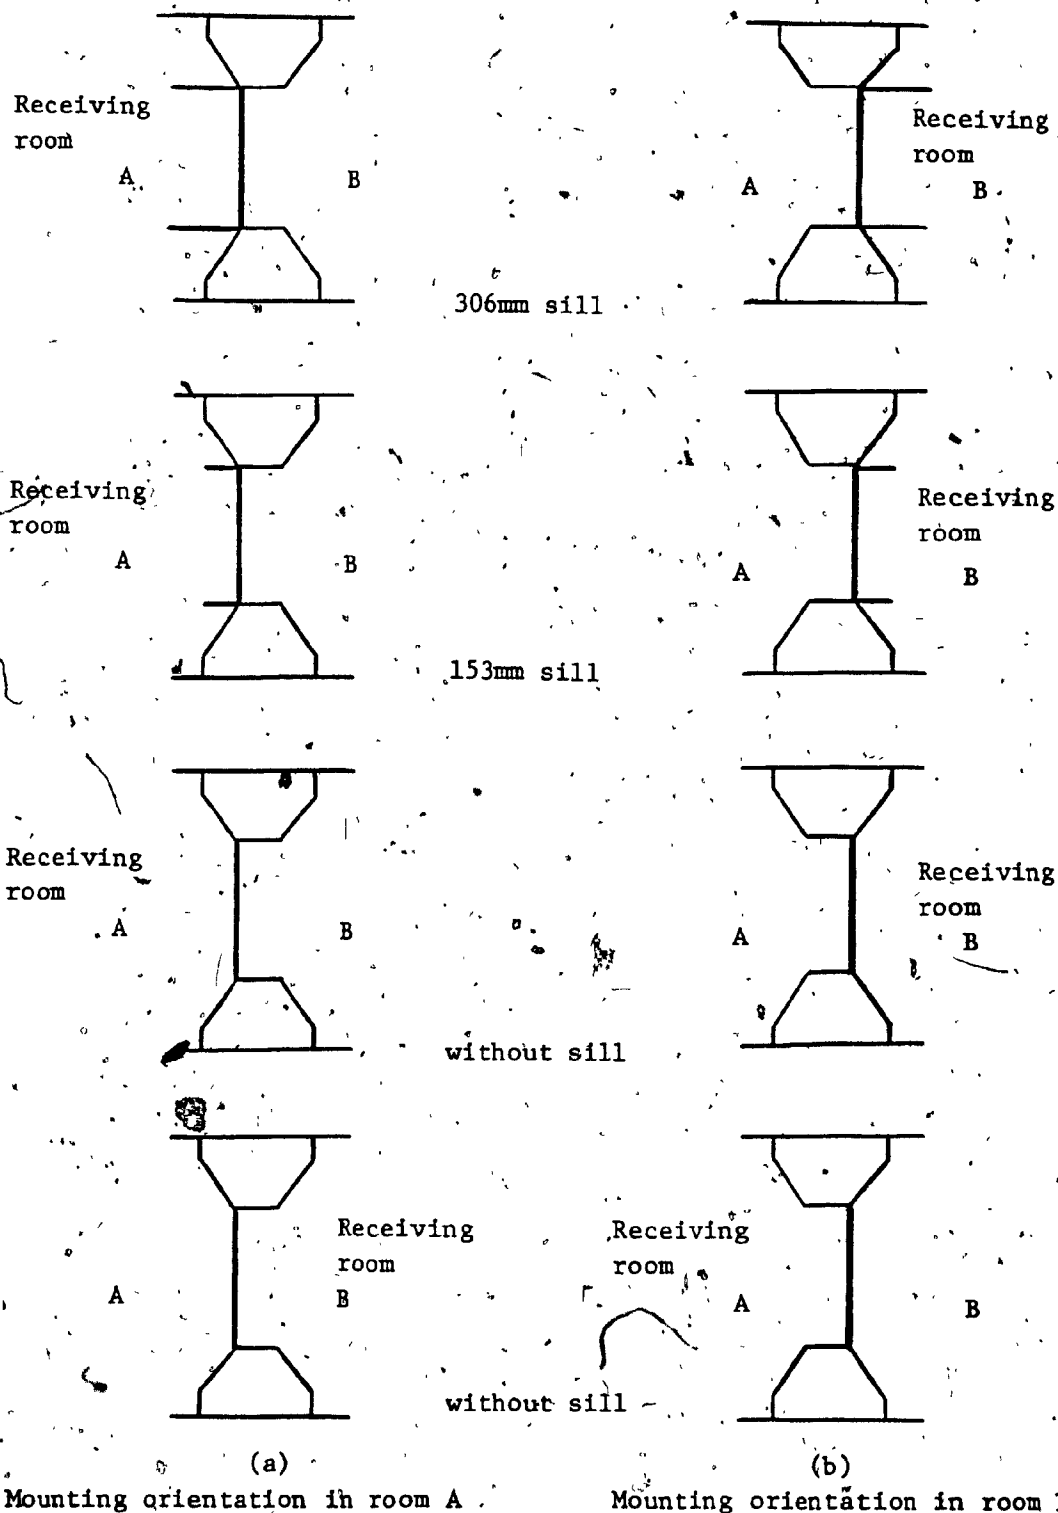 Receiving
room
A
B
Receiving
room
A
B
306mm sill
Receiving
room
A
B
Receiving
room
A
B
153mm sill
Receiving
room
A
B
Receiving
room
A
B
without sill
Receiving
room
A
B
Receiving
room
A
B
without sill
(a)
(b)
Mounting orientation in room A
Mounting orientation in room